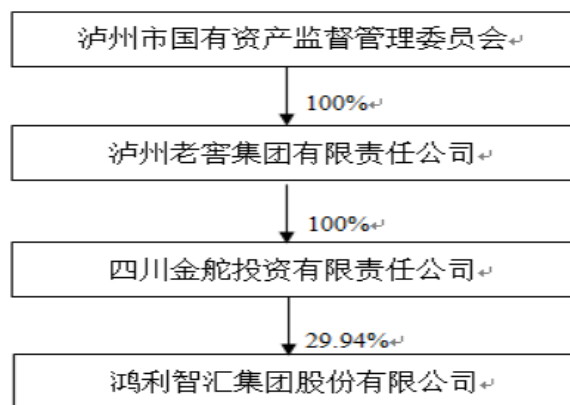 泸州市国有资产监督管理委员会↵
100%↵
泸州老窖集团有限责任公司↵
100%↵
四川金舵投资有限责任公司↵
29.94%↵
鸿利智汇集团股份有限公司↵